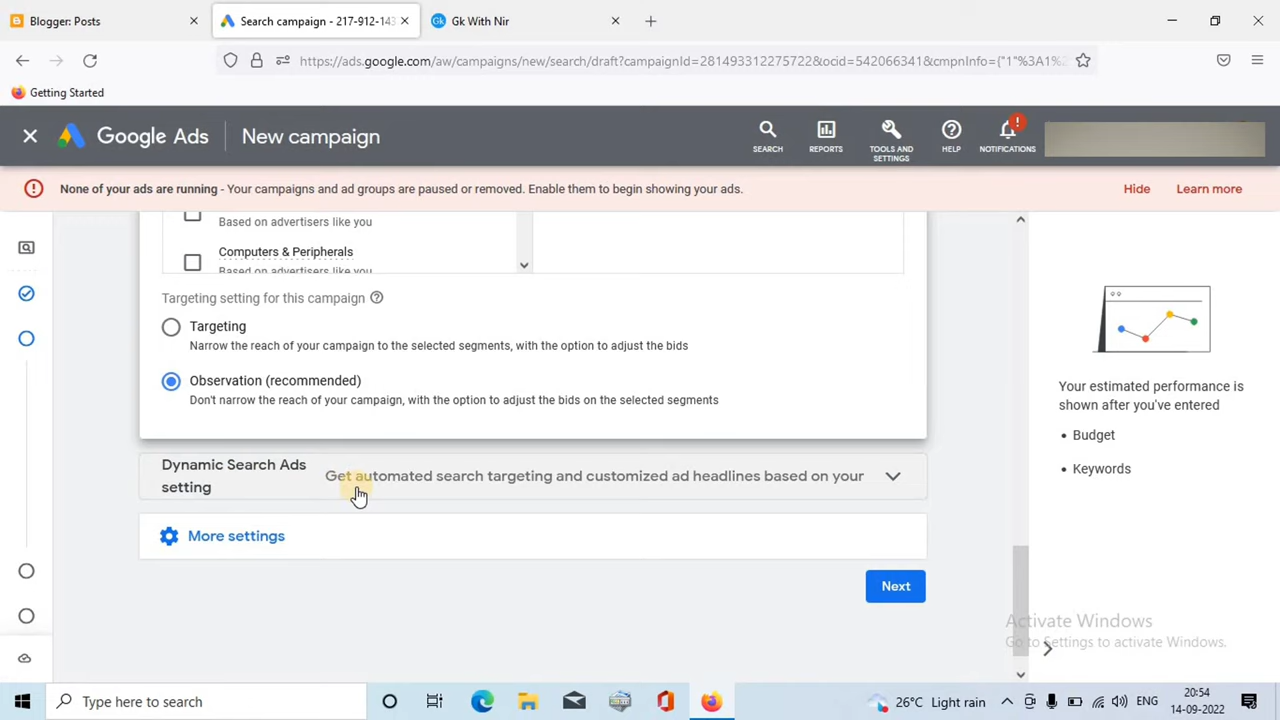 Blogger: Posts
Search campaign - 217-912-143
Gk With Nir
https://ads.google.com/aw/campaigns/new/search/draft?campaignId=281493312275722&ocid=542066341&cmpnInfo={"1"%3A1%2
Getting Started
Google Ads
New campaign
SEARCH
REPORTS
TOOLS AND SETTINGS
HELP
NOTIFICATIONS
None of your ads are running - Your campaigns and ad groups are paused or removed. Enable them to begin showing your ads.
Hide
Learn more
Based on advertisers like you
Computers & Peripherals
Based on advertisers like you
Targeting setting for this campaign
Targeting
Narrow the reach of your campaign to the selected segments, with the option to adjust the bids
Observation (recommended)
Don't narrow the reach of your campaign, with the option to adjust the bids on the selected segments
Dynamic Search Ads setting
Get automated search targeting and customized ad headlines based on your
More settings
Next
Your estimated performance is
shown after you've entered
• Budget
• Keywords
Activate Windows
Go to Settings to activate Windows.
Type here to search
26°C Light rain
ENG
20:54
14-09-2022